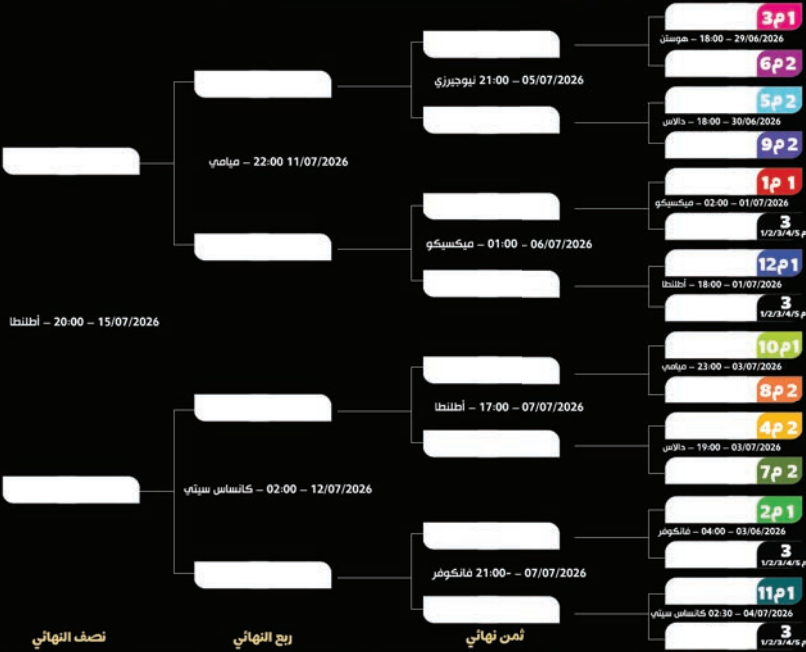 1م3
29/06/2026 – 18:00 – هوستن
2م6
2م5
30/06/2026 – 18:00 – دالاس
2م9
1م1
01/07/2026 – 02:00 – ميكسيكو
3
م1/2/3/4/5
1م12
01/07/2026 – 18:00 – أطلنطا
3
م1/2/3/4/5
1م10
03/07/2026 – 23:00 – ميامي
2م8
2م4
03/07/2026 – 19:00 – دالاس
2م7
1م2
03/06/2026 – 04:00 – فانكوفر
3
م1/2/3/4/5
1م11
04/07/2026 – 02:30 كانساس سيتي
3
م1/2/3/4/5
05/07/2026 – 21:00 نيوجيرزي
06/07/2026 – 01:00 – ميكسيكو
07/07/2026 – 17:00 – أطلنطا
07/07/2026 – -21:00 فانكوفر
ثمن نهائي
11/07/2026 22:00 – ميامي
12/07/2026 – 02:00 – كانساس سيتي
ربع النهائي
15/07/2026 – 20:00 – أطلنطا
نصف النهائي